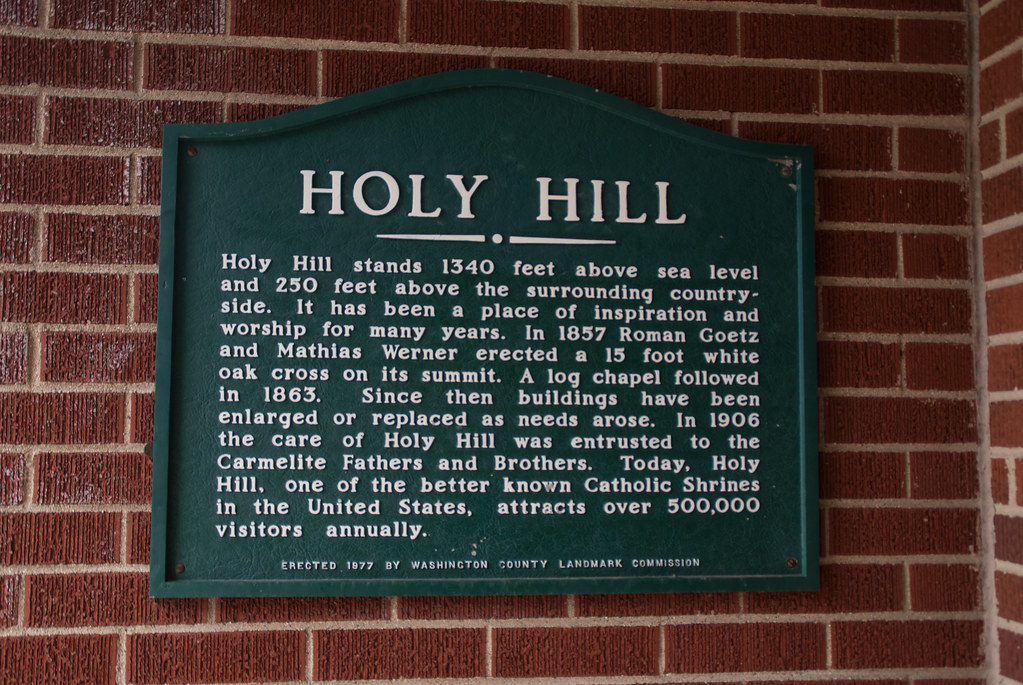 HOLY HILL
Holy Hill stands 1340 feet above sea level
and 250 feet above the surrounding country-
side. It has been a place of inspiration and
worship for many years. In 1857 Roman Goetz
and Mathias Werner erected a 15 foot white
oak cross on its summit. A log chapel followed
in 1863. Since then buildings have been
enlarged or replaced as needs arose. In 1906
the care of Holy Hill was entrusted to the
Carmelite Fathers and Brothers. Today, Holy
Hill, one of the better known Catholic Shrines
in the United States, attracts over 500,000
visitors annually.
ERECTED 1977 BY WASHINGTON COUNTY LANDMARK COMMISSION